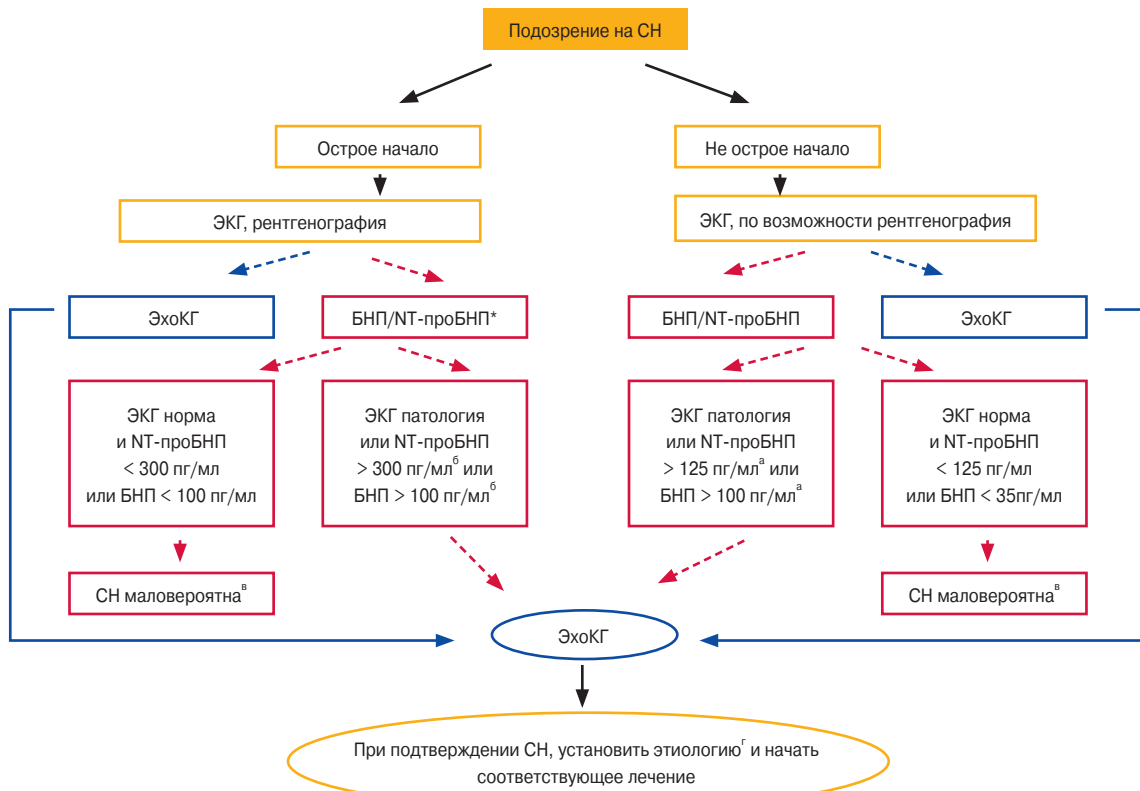 Подозрение на СН
Острое начало
Не острое начало
ЭКГ, рентгенография
ЭКГ, по возможности рентгенография
ЭхоКГ
БНП/NT-проБНП*
БНП/NT-проБНП
ЭхоКГ
ЭКГ норма
и NT-проБНП
< 300 пг/мл
или БНП < 100 пг/мл
ЭКГ патология
или NT-проБНП
> 300 пг/мл^б или
БНП > 100 пг/мл^б
ЭКГ патология
или NT-проБНП
> 125 пг/мл^а или
БНП > 100 пг/мл^а
ЭКГ норма
и NT-проБНП
< 125 пг/мл
или БНП < 35пг/мл
СН маловероятна^в
СН маловероятна^в
ЭхоКГ
При подтверждении СН, установить этиологию^г и начать
соответствующее лечение